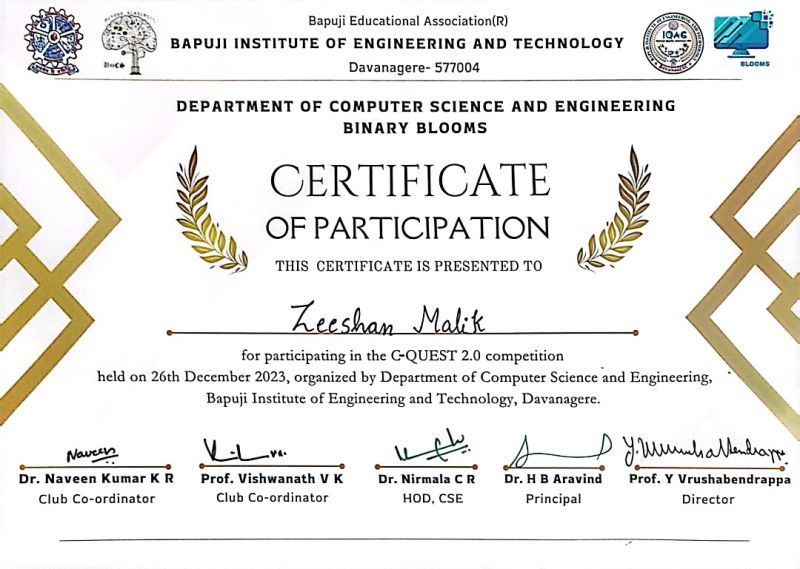 Bapuji Educational Association(R)
BAPUJI INSTITUTE OF ENGINEERING AND TECHNOLOGY
Davanagere- 577004
UniCS
IQAC
BLOOMS
DEPARTMENT OF COMPUTER SCIENCE AND ENGINEERING
BINARY BLOOMS
CERTIFICATE
OF PARTICIPATION
THIS CERTIFICATE IS PRESENTED TO
Zeeshan Malik
for participating in the C-QUEST 2.0 competition
held on 26th December 2023, organized by Department of Computer Science and Engineering,
Bapuji Institute of Engineering and Technology, Davanagere.
Naveen
Dr. Naveen Kumar K R
Club Co-ordinator
Prof. Vishwanath V K
Club Co-ordinator
Dr. Nirmala C R
HOD, CSE
Dr. H B Aravind
Principal
Prof. Y Vrushabendrappa
Director